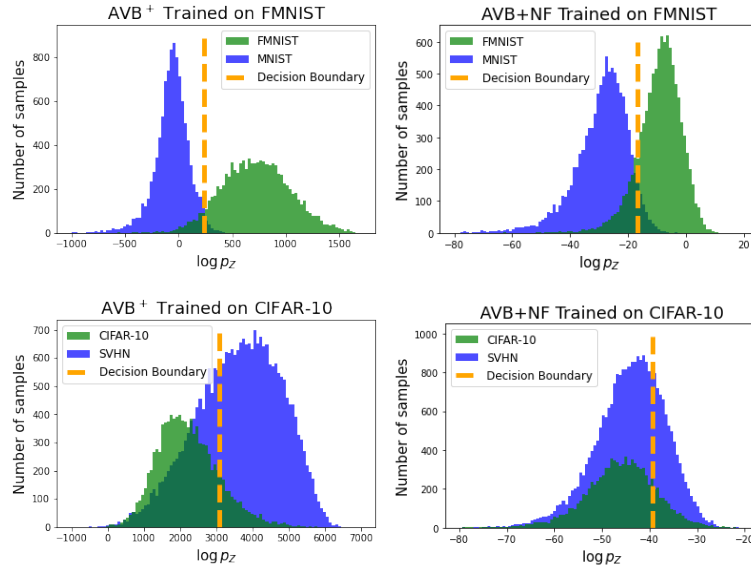 AVB⁺ Trained on FMNIST
Number of samples
800
600
400
200
0
FMNIST
MNIST
Decision Boundary
−1000
−500
0
500
1000
1500
log p_Z
AVB+NF Trained on FMNIST
Number of samples
600
500
400
300
200
100
0
FMNIST
MNIST
Decision Boundary
−80
−60
−40
−20
0
20
log p_Z
AVB⁺ Trained on CIFAR-10
Number of samples
700
600
500
400
300
200
100
0
CIFAR-10
SVHN
Decision Boundary
−1000
0
1000
2000
3000
4000
5000
6000
7000
log p_Z
AVB+NF Trained on CIFAR-10
Number of samples
1000
800
600
400
200
0
CIFAR-10
SVHN
Decision Boundary
−80
−70
−60
−50
−40
−30
−20
log p_Z